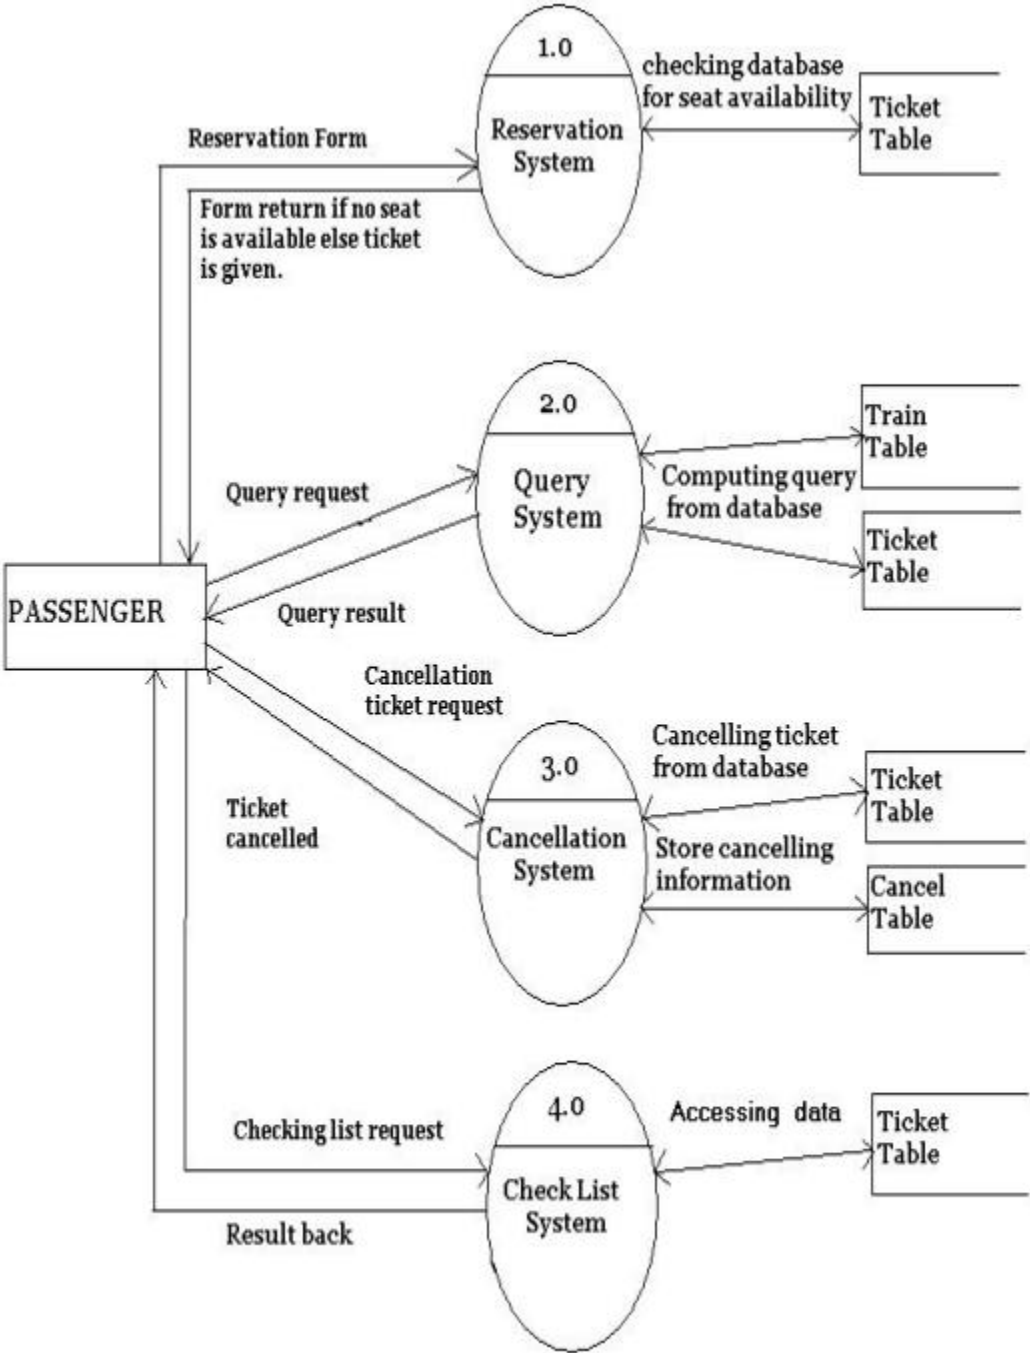 1.0
Reservation
System
checking database
for seat availability
Ticket
Table
Reservation Form
Form return if no seat
is available else ticket
is given.
2.0
Query
System
Train
Table
Computing query
from database
Ticket
Table
Query request
Query result
PASSENGER
Cancellation
ticket request
Ticket
cancelled
3.0
Cancellation
System
Cancelling ticket
from database
Ticket
Table
Store cancelling
information
Cancel
Table
4.0
Check List
System
Accessing data
Ticket
Table
Checking list request
Result back